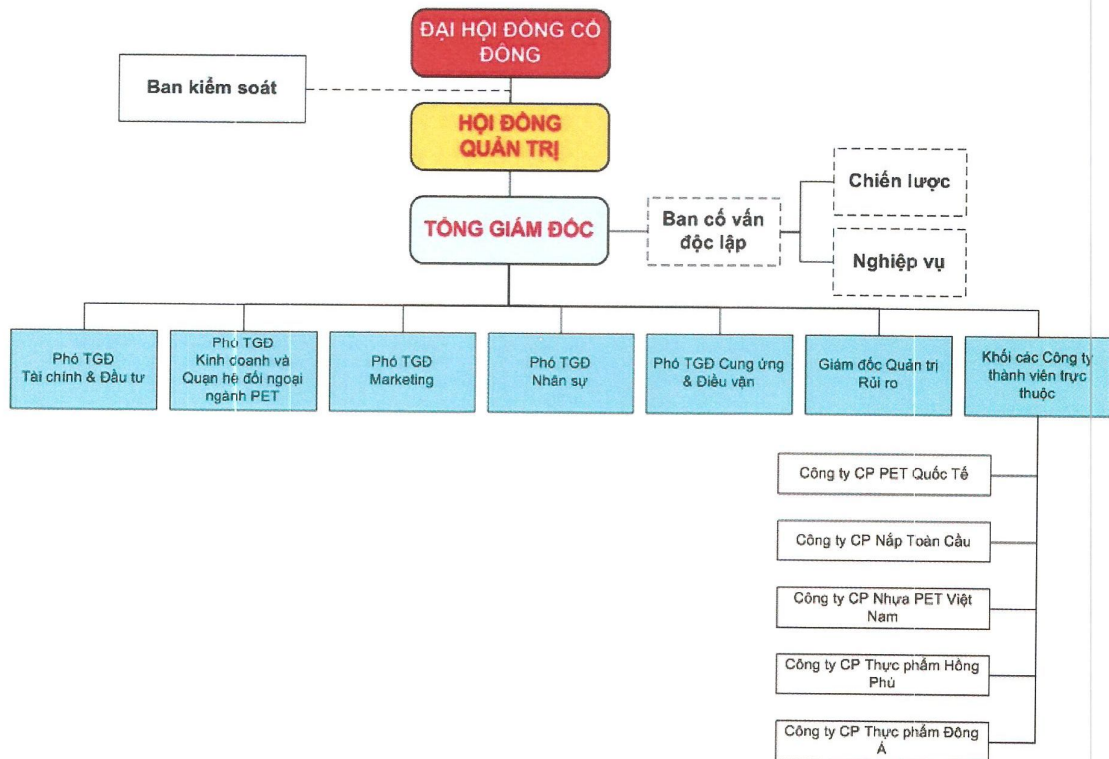 ĐẠI HỘI ĐỒNG CỔ
ĐÔNG
Ban kiểm soát
HỘI ĐỒNG
QUẢN TRỊ
TỔNG GIÁM ĐỐC
Ban cố vấn
độc lập
Chiến lược
Nghiệp vụ
Phó TGĐ
Tài chính & Đầu tư
Phó TGĐ
Kinh doanh và
Quan hệ đối ngoại
ngành PET
Phó TGĐ
Marketing
Phó TGĐ
Nhân sự
Phó TGĐ Cung ứng
& Điều vận
Giám đốc Quản trị
Rủi ro
Khối các Công ty
thành viên trực
thuộc
Công ty CP PET Quốc Tế
Công ty CP Nắp Toàn Cầu
Công ty CP Nhựa PET Việt
Nam
Công ty CP Thực phẩm Hồng
Phú
Công ty CP Thực phẩm Đông
Á